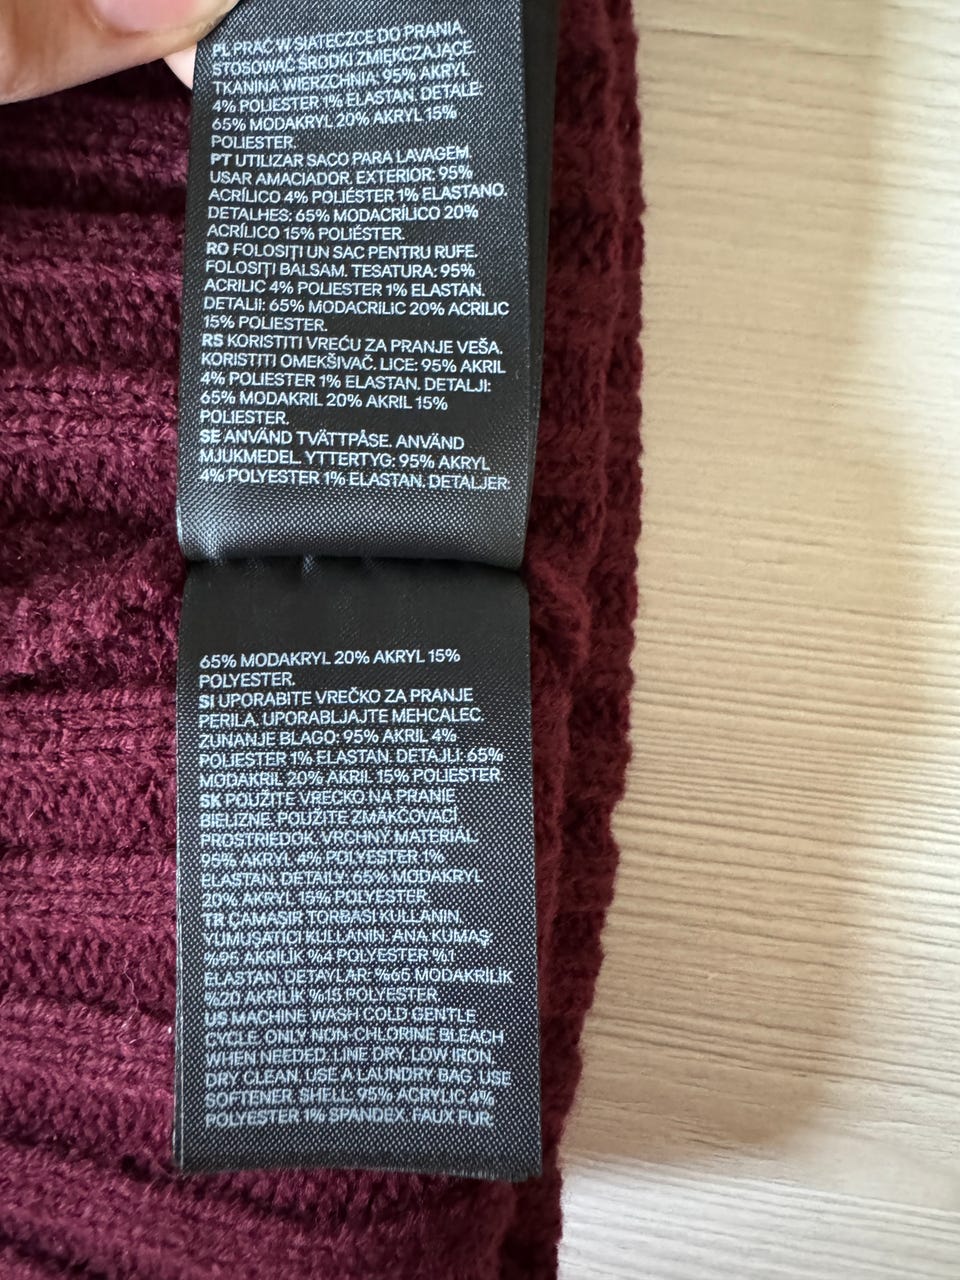 PL PRAĆ W SIATECZCE DO PRANIA.
STOSOWAĆ ŚRODKI ZMIĘKCZAJĄCE.
TKANINA WIERZCHNIA: 95% AKRYL
4% POLIESTER 1% ELASTAN. DETALE:
65% MODAKRYL 20% AKRYL 15%
POLIESTER.
PT UTILIZAR SACO PARA LAVAGEM.
USAR AMACIADOR. EXTERIOR: 95%
ACRÍLICO 4% POLIÉSTER 1% ELASTANO.
DETALHES: 65% MODACRÍLICO 20%
ACRÍLICO 15% POLIÉSTER.
RO FOLOSIȚI UN SAC PENTRU RUFE.
FOLOSIȚI BALSAM. TESATURA: 95%
ACRILIC 4% POLIESTER 1% ELASTAN.
DETALII: 65% MODACRILIC 20% ACRILIC
15% POLIESTER.
RS KORISTITI VREĆU ZA PRANJE VEŠA.
KORISTITI OMEKŠIVAČ. LICE: 95% AKRIL
4% POLIESTER 1% ELASTAN. DETALJI:
65% MODAKRIL 20% AKRIL 15%
POLIESTER.
SE ANVÄND TVÄTTPÅSE. ANVÄND
MJUKMEDEL. YTTERTYG: 95% AKRYL
4% POLYESTER 1% ELASTAN. DETALJER:
65% MODAKRYL 20% AKRYL 15%
POLYESTER.
SI UPORABITE VREČKO ZA PRANJE
PERILA. UPORABLJAJTE MEHCALEC.
ZUNANJE BLAGO: 95% AKRIL 4%
POLIESTER 1% ELASTAN. DETAJLI: 65%
MODAKRIL 20% AKRIL 15% POLIESTER.
SK POUŽITE VRECKO NA PRANIE
BIELIZNE. POUŽITE ZMÄKČOVACÍ
PROSTRIEDOK. VRCHNÝ MATERIÁL:
95% AKRYL 4% POLYESTER 1%
ELASTAN. DETAILY: 65% MODAKRYL
20% AKRYL 15% POLYESTER.
TR ÇAMAŞIR TORBASI KULLANIN.
YUMUŞATICI KULLANIN. ANA KUMAŞ:
%95 AKRİLİK %4 POLYESTER %1
ELASTAN. DETAYLAR: %65 MODAKRİLİK
%20 AKRİLİK %15 POLYESTER.
US MACHINE WASH COLD GENTLE
CYCLE. ONLY NON-CHLORINE BLEACH
WHEN NEEDED. LINE DRY. LOW IRON.
DRY CLEAN. USE A LAUNDRY BAG. USE
SOFTENER. SHELL: 95% ACRYLIC 4%
POLYESTER 1% SPANDEX. FAUX FUR: